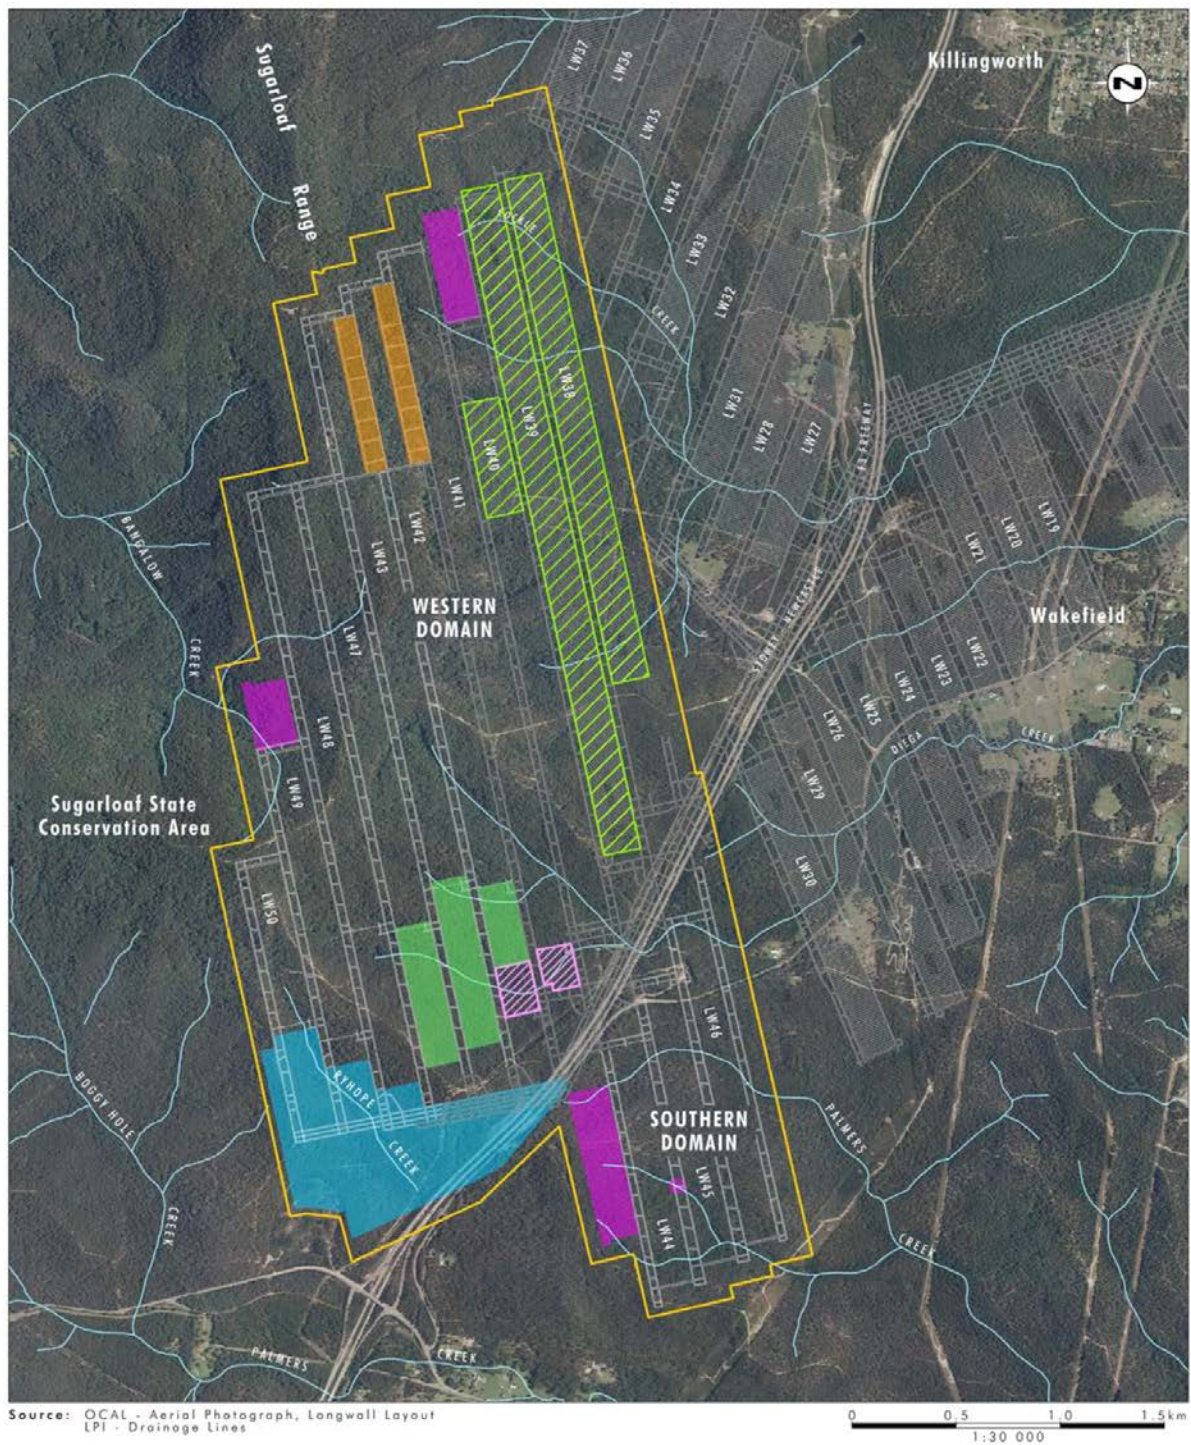 Sugarloaf
Range
Killingworth
N
LW37
LW36
LW35
LW34
LW33
LW32
LW31
LW28
LW27
COCKLE
CREEK
LW38
LW39
LW40
LW41
LW42
LW43
LW47
LW48
LW49
LW50
WESTERN
DOMAIN
F3 FREEWAY
SYDNEY - NEWCASTLE
LW19
LW20
LW21
LW22
LW23
LW24
LW25
LW26
LW29
LW30
Wakefield
DIEGA
CREEK
BANGALOW
CREEK
Sugarloaf State
Conservation Area
LW46
SOUTHERN
DOMAIN
LW45
LW44
RYHOPE
CREEK
BOGGY HOLE
CREEK
PALMERS
CREEK
PALMERS
CREEK
Source: OCAL - Aerial Photograph, Longwall Layout
LPI - Drainage Lines
0 0.5 1.0 1.5km
1:30 000